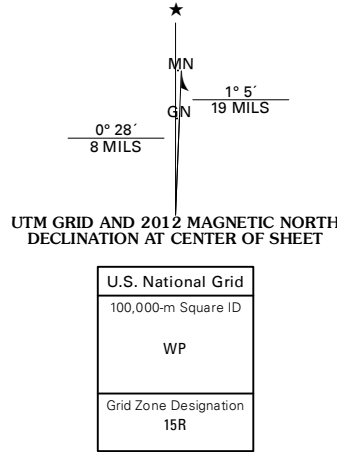 ★
MN
1° 5´
19 MILS
GN
0° 28´
8 MILS
UTM GRID AND 2012 MAGNETIC NORTH
DECLINATION AT CENTER OF SHEET
U.S. National Grid
100,000-m Square ID
WP
Grid Zone Designation
15R